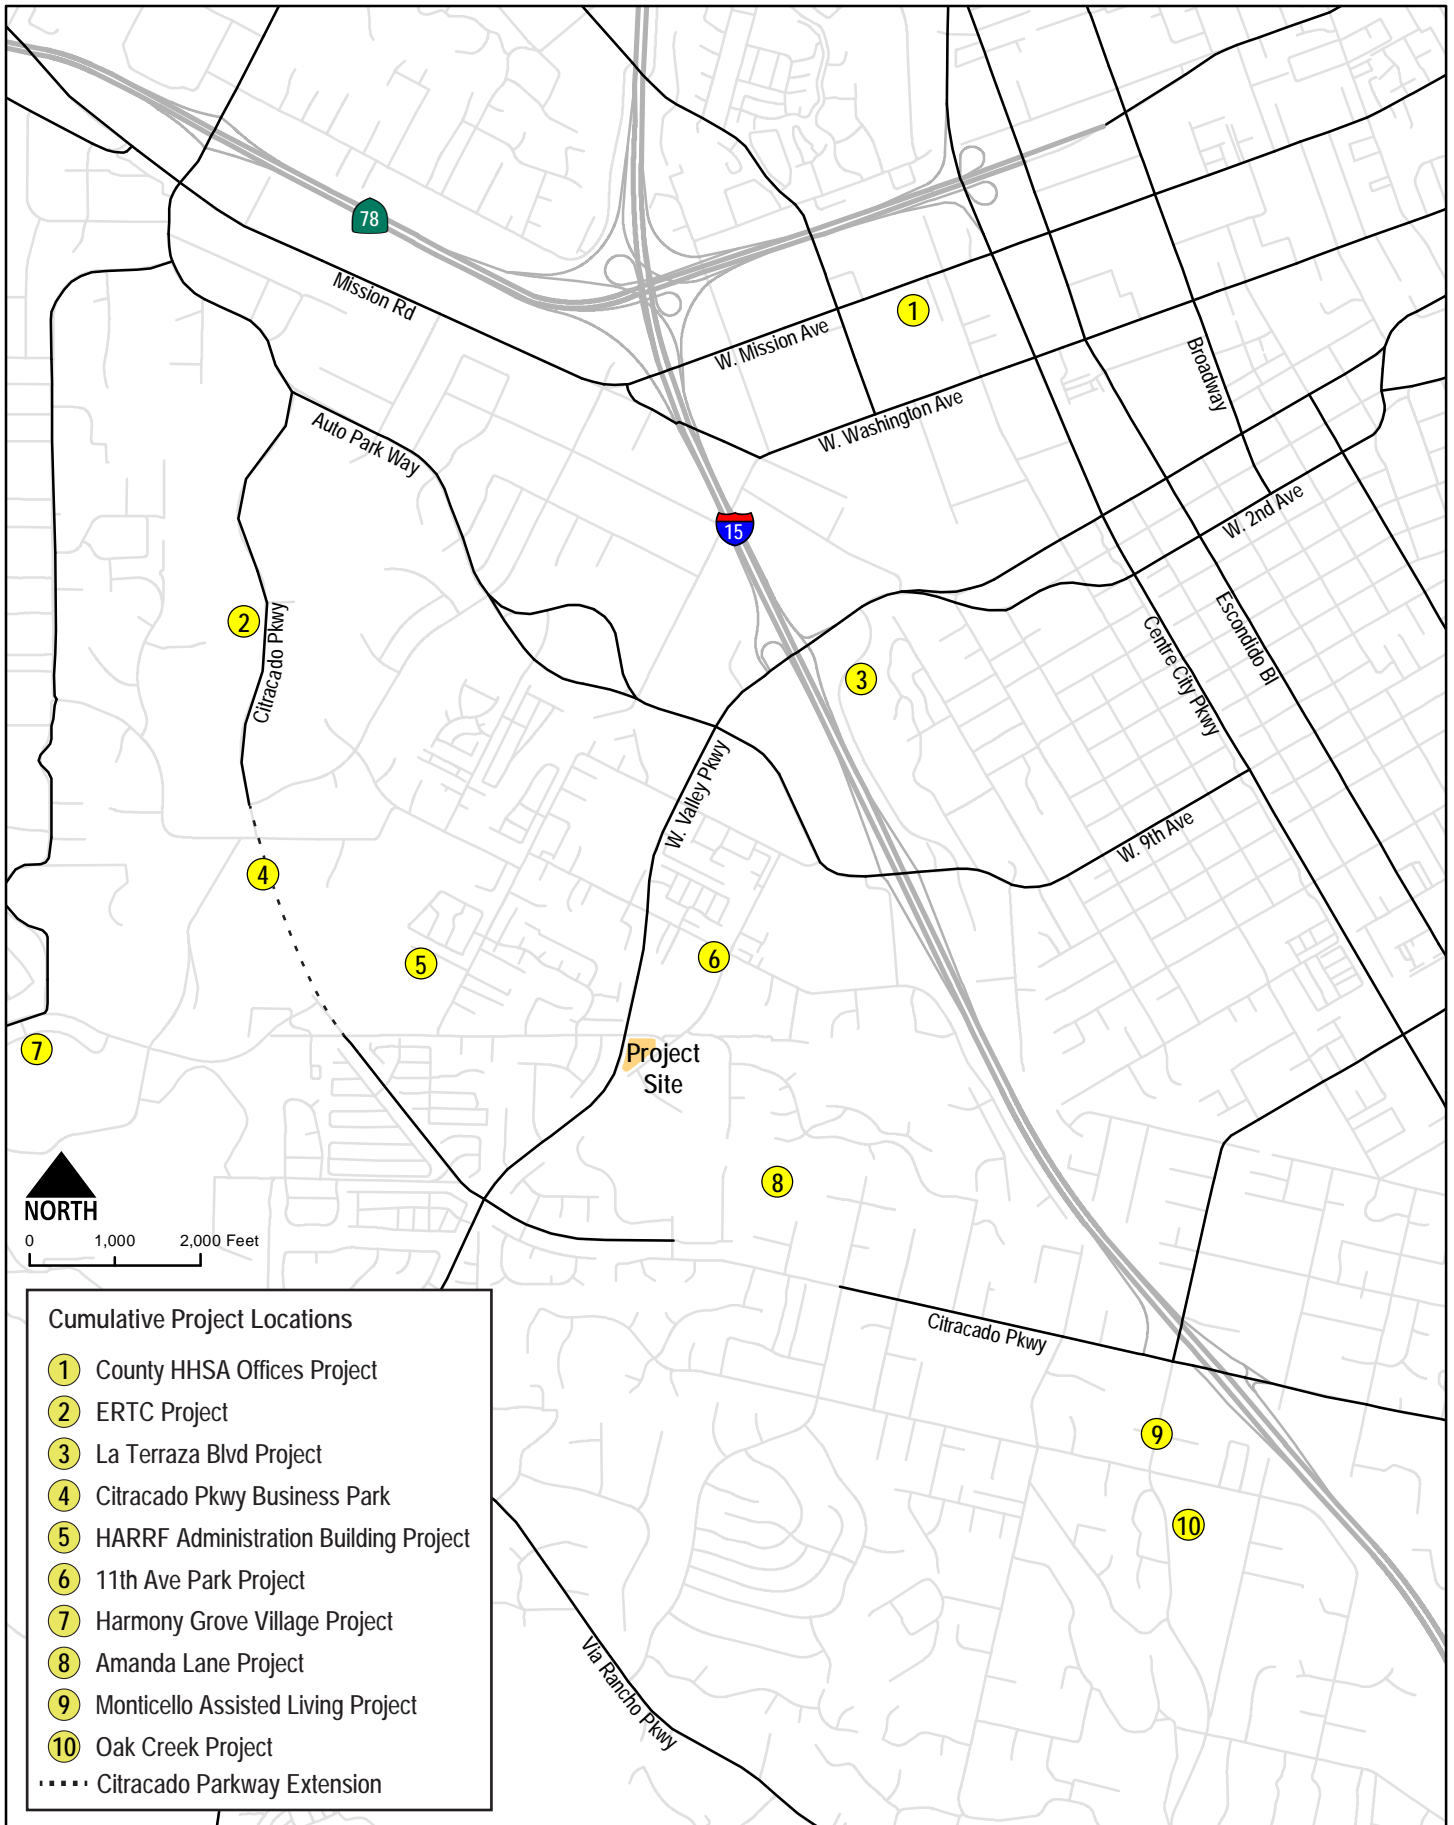 78
Mission Rd
W. Mission Ave
1
Broadway
W. Washington Ave
Auto Park Way
15
W. 2nd Ave
2
Citracado Pkwy
Escondido Bl
Centre City Pkwy
3
W. Valley Pkwy
W. 9th Ave
4
5
6
7
Project
Site
8
NORTH
0 1,000 2,000 Feet
Citracado Pkwy
9
10
Via Rancho Pkwy
Cumulative Project Locations
1 County HHSA Offices Project
2 ERTC Project
3 La Terraza Blvd Project
4 Citracado Pkwy Business Park
5 HARRF Administration Building Project
6 11th Ave Park Project
7 Harmony Grove Village Project
8 Amanda Lane Project
9 Monticello Assisted Living Project
10 Oak Creek Project
Citracado Parkway Extension